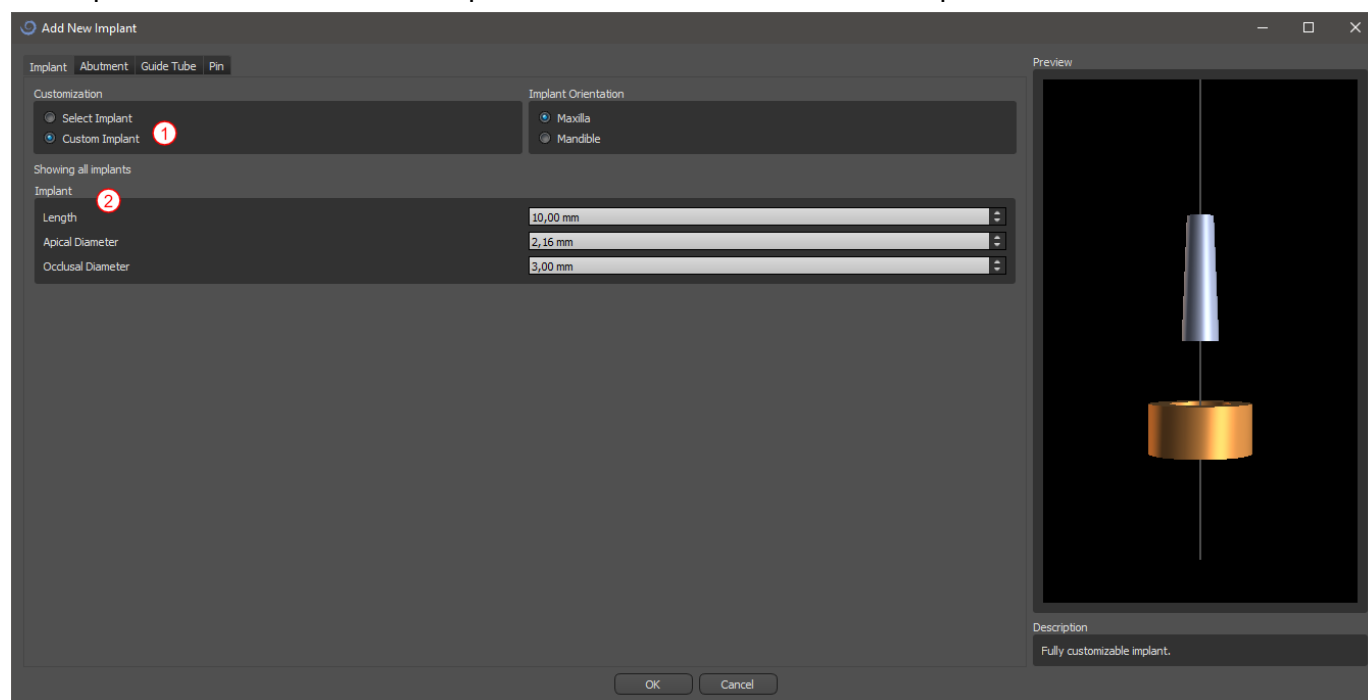 Add New Implant
Implant Abutment Guide Tube Pin
Customization
Select Implant
Custom Implant
1
Implant Orientation
Maxilla
Mandible
Showing all implants
Implant
2
Length 10,00 mm
Apical Diameter 2,16 mm
Occlusal Diameter 3,00 mm
Preview
Description
Fully customizable implant.
OK Cancel